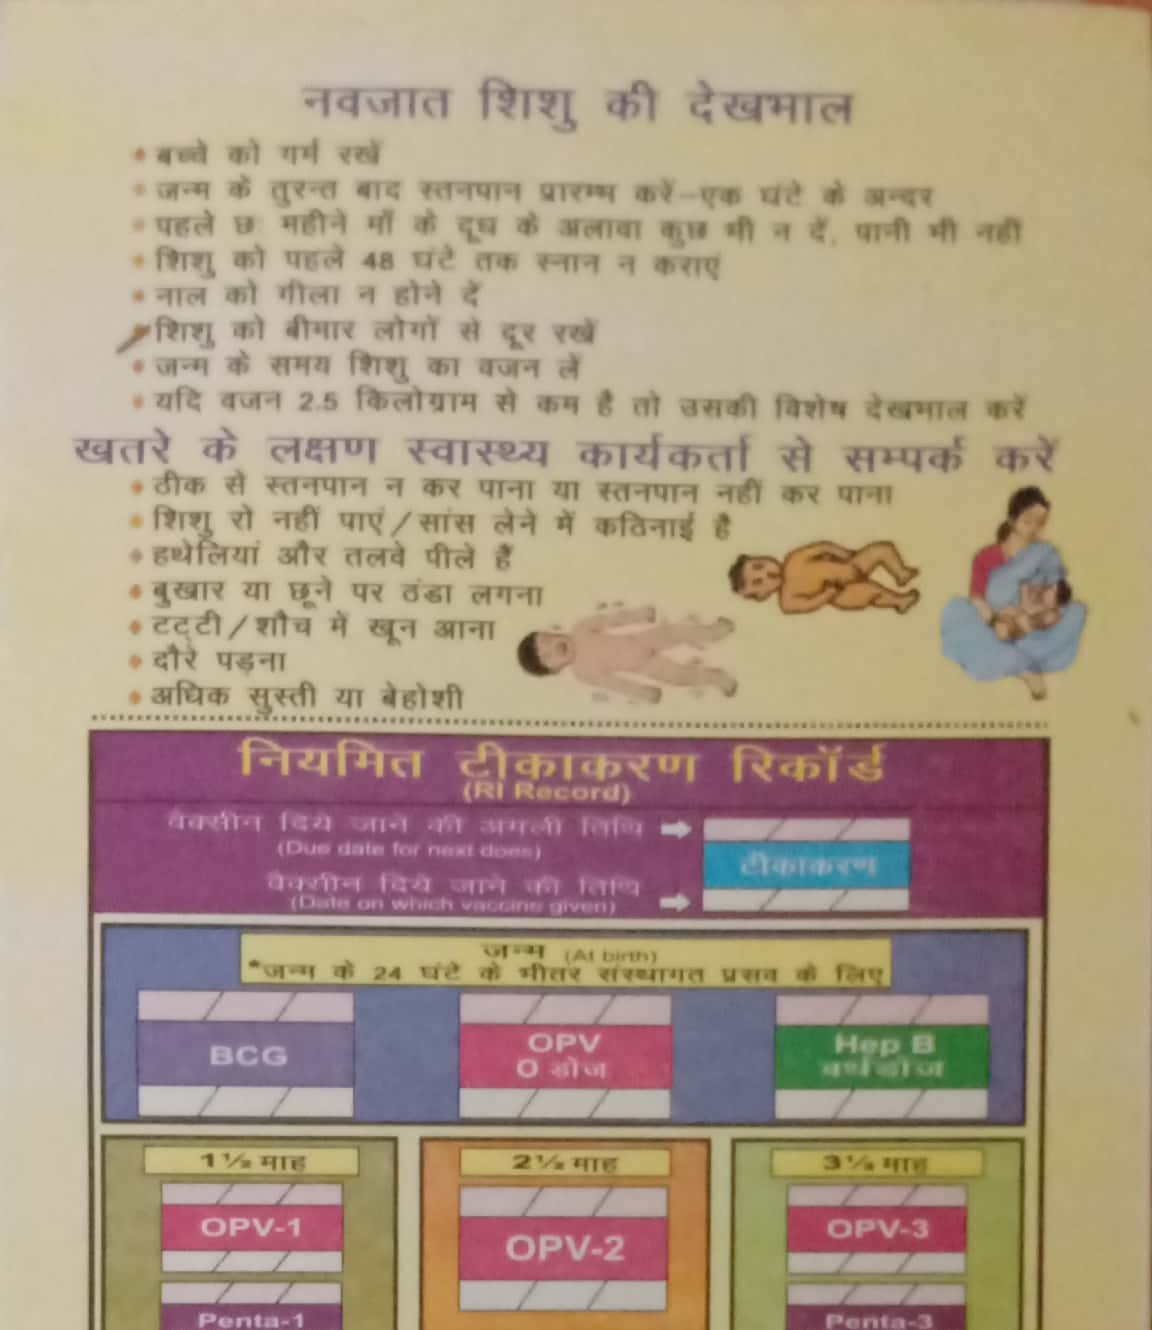 नवजात शिशु की देखभाल
बच्चे को गर्म रखें
जन्म के तुरन्त बाद स्तनपान प्रारम्भ करें-एक घंटे के अन्दर
पहले छः महीने माँ के दूध के अलावा कुछ भी न दें, पानी भी नहीं
शिशु को पहले 48 घंटे तक स्नान न कराएं
नाल को गीला न होने दें
शिशु को बीमार लोगों से दूर रखें
जन्म के समय शिशु का वजन लें
यदि वजन 2.5 किलोग्राम से कम है तो उसकी विशेष देखभाल करें
खतरे के लक्षण स्वास्थ्य कार्यकर्ता से सम्पर्क करें
ठीक से स्तनपान न कर पाना या स्तनपान नहीं कर पाना
शिशु रो नहीं पाएं/सांस लेने में कठिनाई है
हथेलियां और तलवे पीले हैं
बुखार या छूने पर ठंडा लगना
टट्टी/शौच में खून आना
दौरे पड़ना
अधिक सुस्ती या बेहोशी
नियमित टीकाकरण रिकॉर्ड
(RI Record)
वैक्सीन दिये जाने की अगली तिथि
(Due date for next does)
टीकाकरण
वैक्सीन दिये जाने की तिथि
(Date on which vaccine given)
जन्म (At birth)
*जन्म के 24 घंटे के भीतर संस्थागत प्रसव के लिए
BCG
OPV
0 डोज
Hep B
बर्थडोज
1½ माह
2½ माह
3½ माह
OPV-1
OPV-2
OPV-3
Penta-1
Penta-3